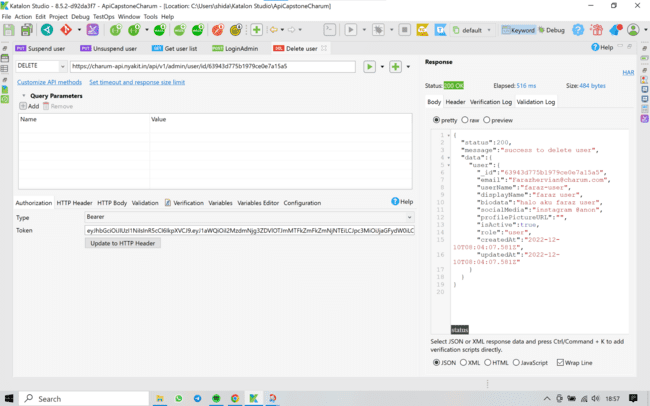 Katalon Studio - 8.5.2-d92da3f7 - ApiCapstoneCharum - [Location: C:\Users\shida\Katalon Studio\ApiCapstoneCharum]
File Action Edit Project Debug TestOps Window Tools Help
default
Keyword
Debug
PUT Suspend user
PUT Unsuspend user
GET Get user list
POST LoginAdmin
DEL Delete user
Help
DELETE
https://charum-api.nyakit.in/api/v1/admin/user/id/63943d775b1979ce0e7a15a5
Customize API methods
Set timeout and response size limit
Query Parameters
Add
Remove
Name
Value
Authorization
HTTP Header
HTTP Body
Validation
Verification
Variables
Variables Editor
Configuration
Help
Type
Bearer
Token
Update to HTTP Header
Response
HAR
Status: 200 OK
Elapsed: 516 ms
Size: 484 bytes
Body
Header
Verification Log
Validation Log
pretty
raw
preview
1 {
2 "status":200,
3 "message":"success to delete user",
4 "data":{
5 "user":{
6 "_id":"63943d775b1979ce0e7a15a5",
7 "email":"farazhervian@charum.com",
8 "userName":"faraz-user",
9 "displayName":"faraz user",
10 "biodata":"halo aku faraz user",
11 "socialMedia":"instagram @anon",
12 "profilePictureURL":"",
13 "isActive":true,
14 "role":"user",
15 "createdAt":"2022-12-
10T08:04:07.581Z",
16 "updatedAt":"2022-12-
10T08:04:07.581Z"
17 }
18 }
19 }
20
status
Select JSON or XML response data and press Ctrl/Command + K to add
verification scripts directly.
JSON
XML
HTML
JavaScript
Wrap Line
Search
18:57